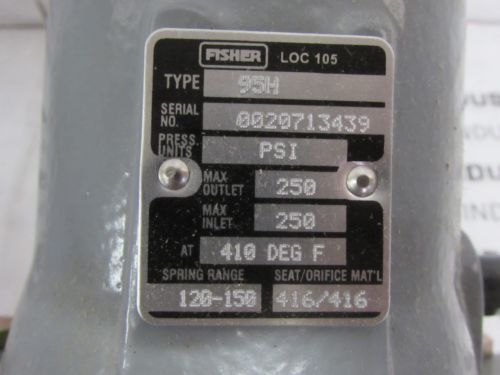 FISHER LOC 105
TYPE 95H
SERIAL NO. 0020713439
PRESS. UNITS PSI
MAX OUTLET 250
MAX INLET 250
AT 410 DEG F
SPRING RANGE SEAT/ORIFICE MAT'L
120-150 416/416